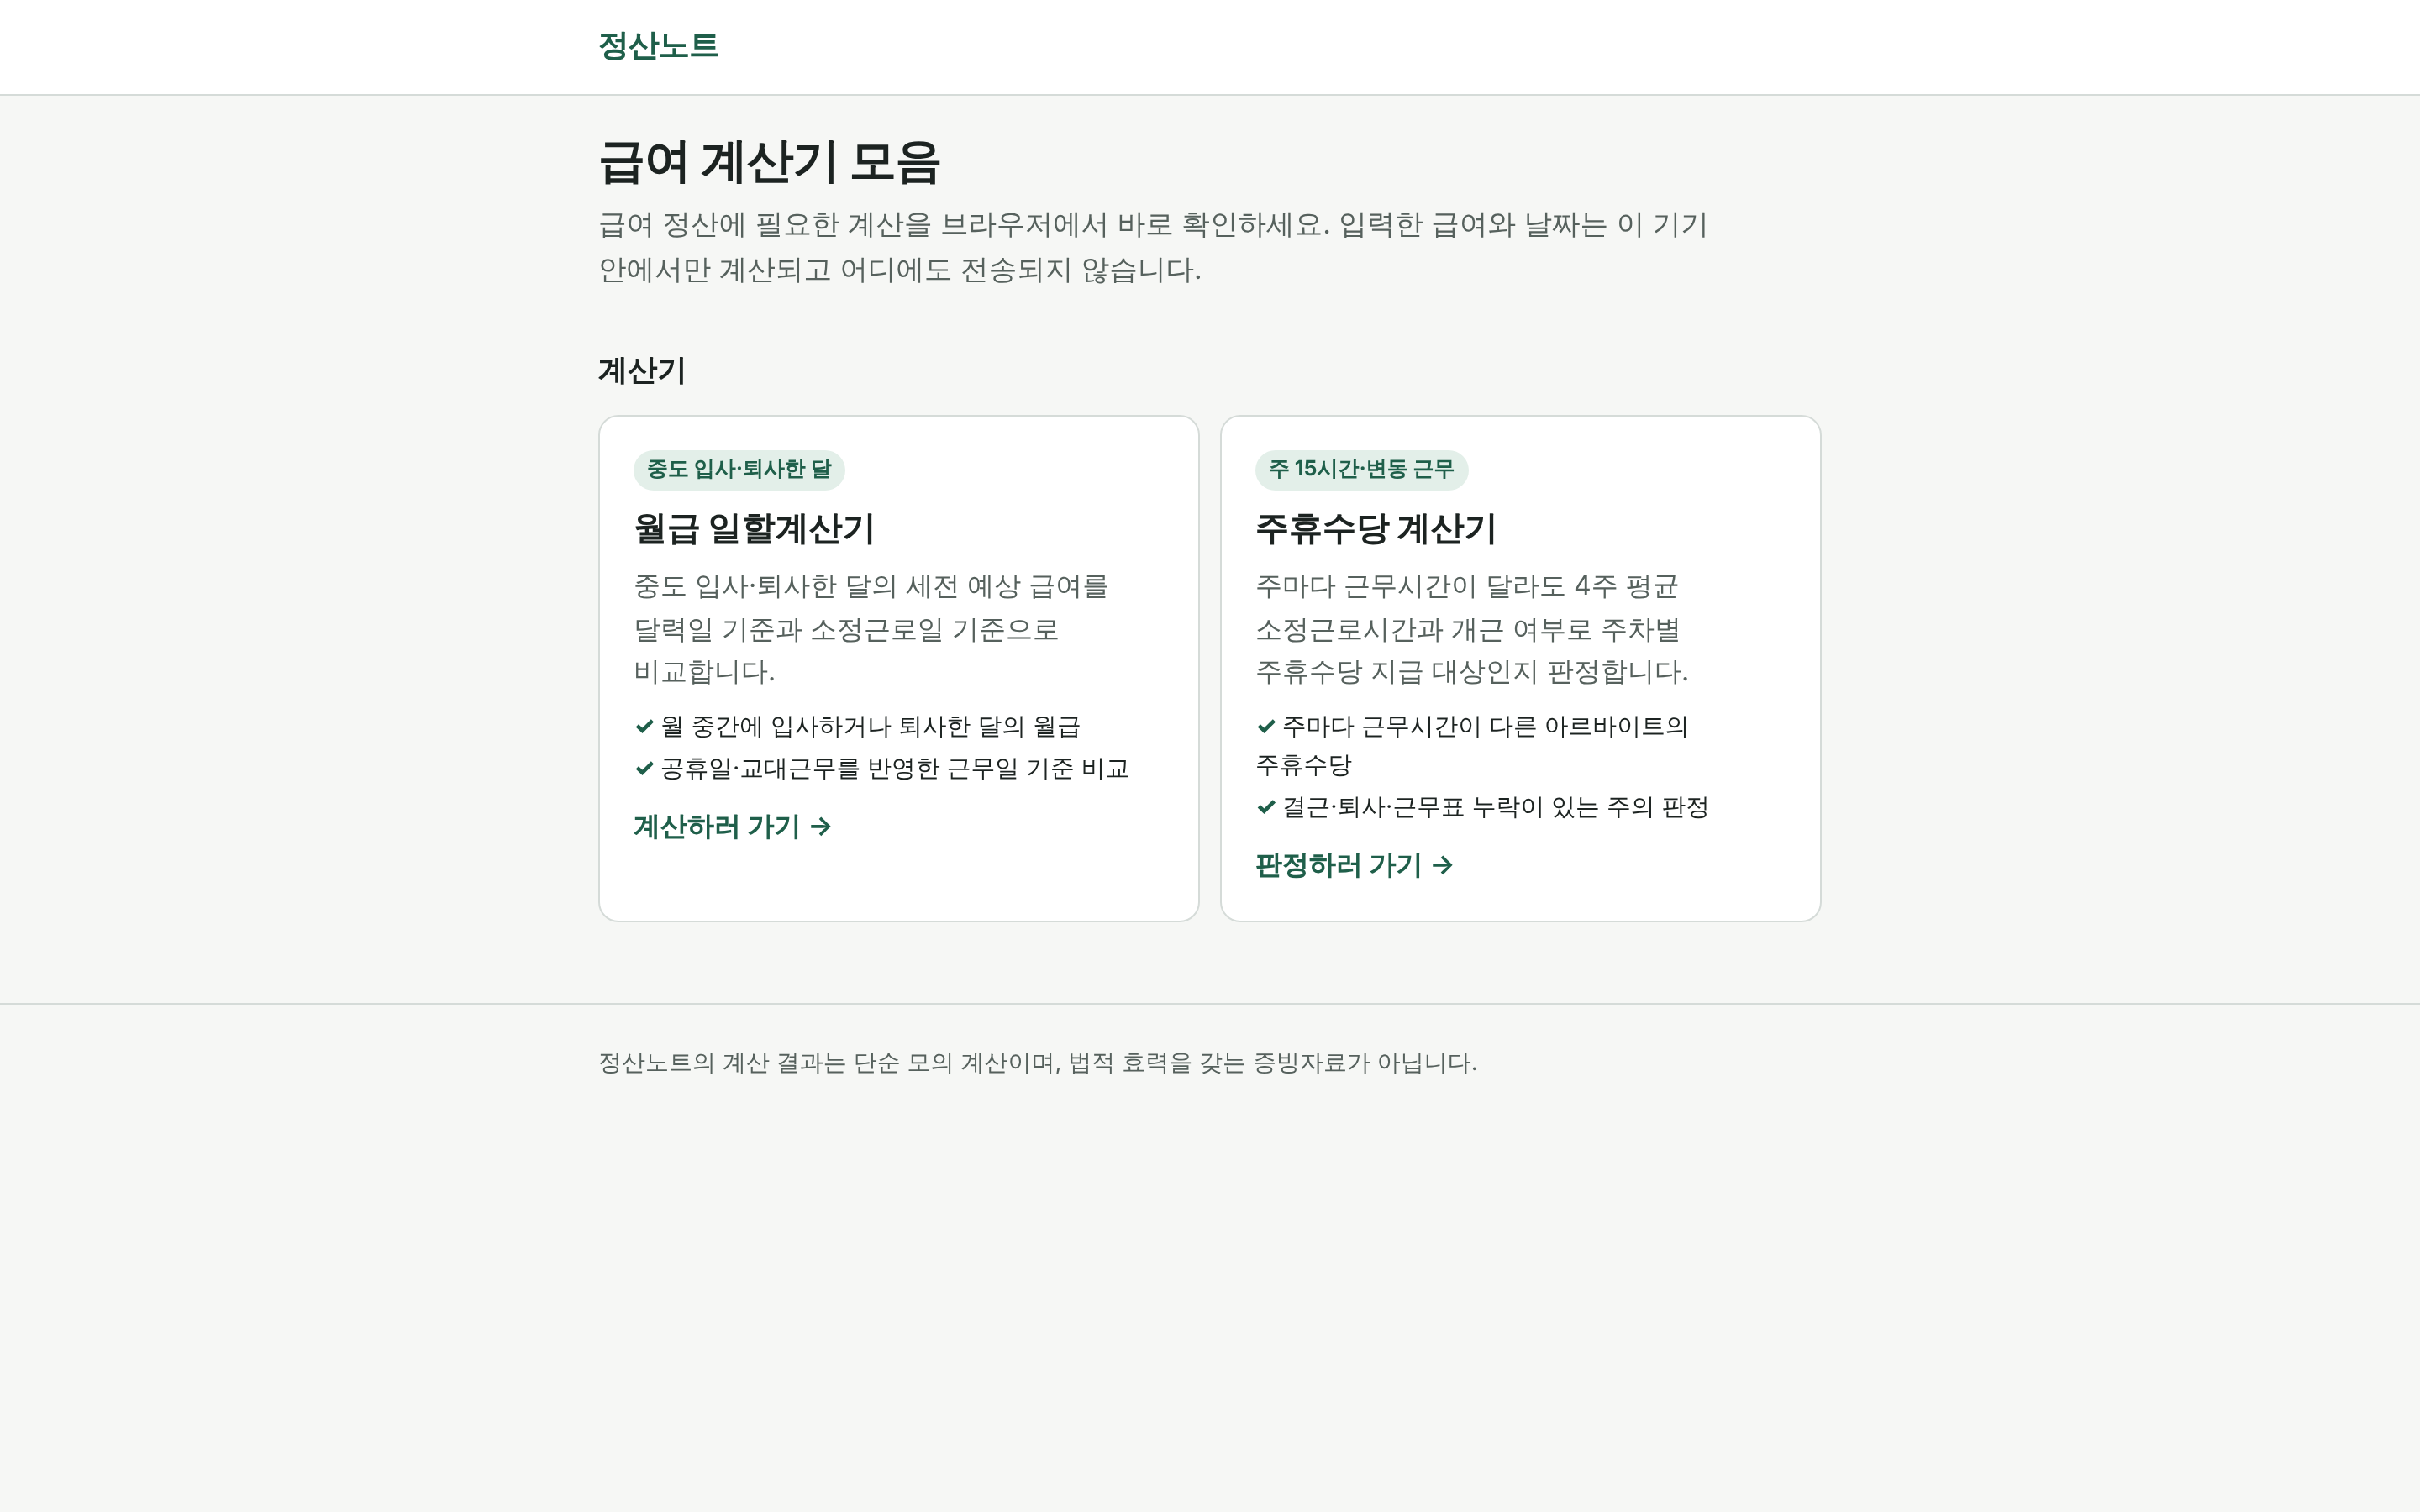 정산노트
급여 계산기 모음
급여 정산에 필요한 계산을 브라우저에서 바로 확인하세요. 입력한 급여와 날짜는 이 기기
안에서만 계산되고 어디에도 전송되지 않습니다.
계산기
중도 입사·퇴사한 달
월급 일할계산기
중도 입사·퇴사한 달의 세전 예상 급여를
달력일 기준과 소정근로일 기준으로
비교합니다.
✓ 월 중간에 입사하거나 퇴사한 달의 월급
✓ 공휴일·교대근무를 반영한 근무일 기준 비교
계산하러 가기 →
주 15시간·변동 근무
주휴수당 계산기
주마다 근무시간이 달라도 4주 평균
소정근로시간과 개근 여부로 주차별
주휴수당 지급 대상인지 판정합니다.
✓ 주마다 근무시간이 다른 아르바이트의
주휴수당
✓ 결근·퇴사·근무표 누락이 있는 주의 판정
판정하러 가기 →
정산노트의 계산 결과는 단순 모의 계산이며, 법적 효력을 갖는 증빙자료가 아닙니다.